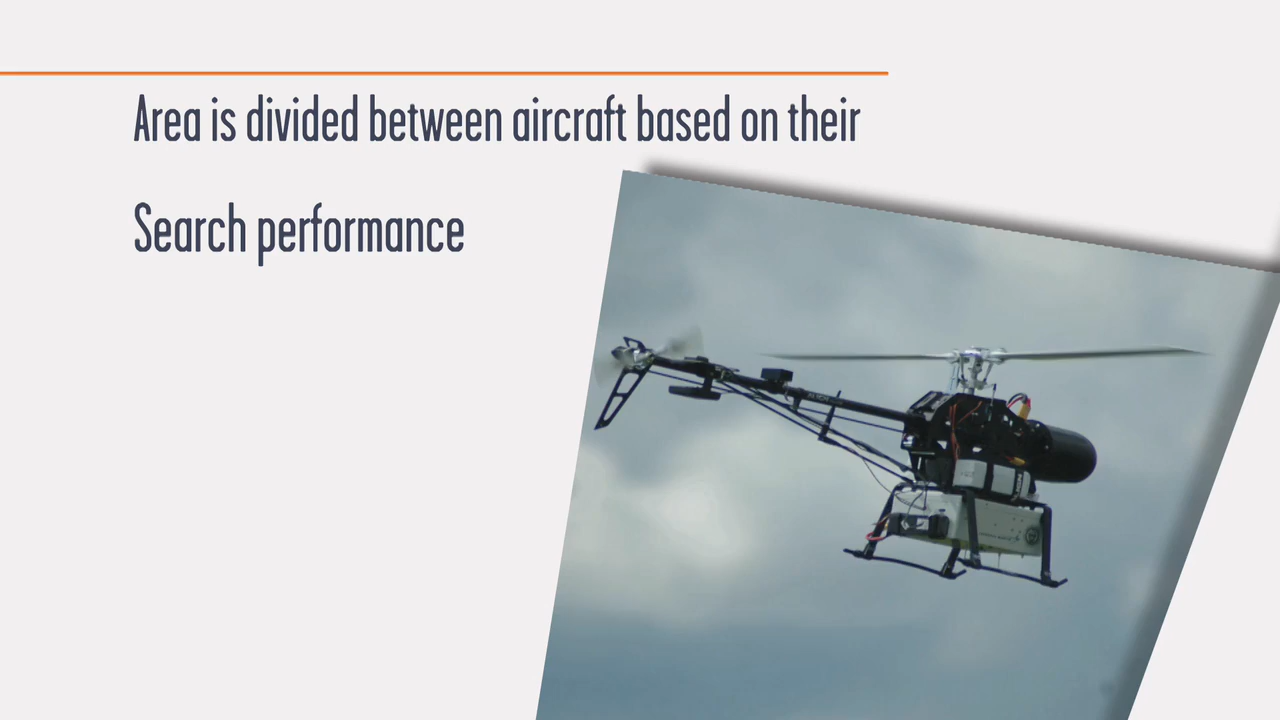 Area is divided between aircraft based on their
Search performance